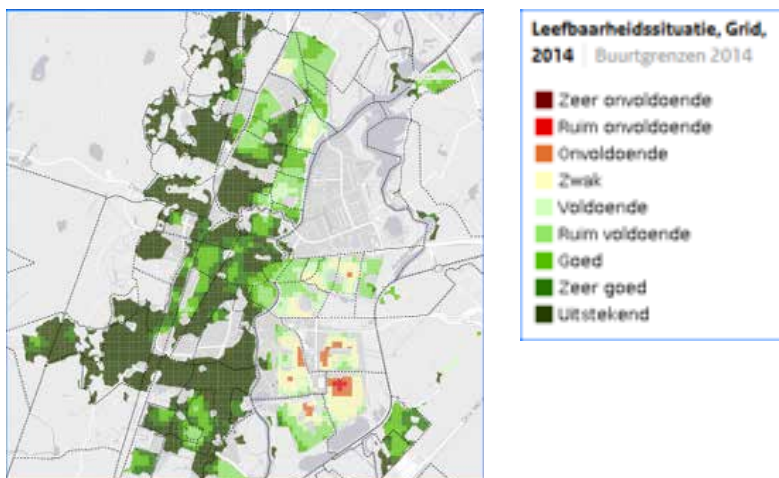 Leefbaarheidssituatie, Grid,
2014 | Buurtgrenzen 2014
Zeer onvoldoende
Ruim onvoldoende
Onvoldoende
Zwak
Voldoende
Ruim voldoende
Goed
Zeer goed
Uitstekend